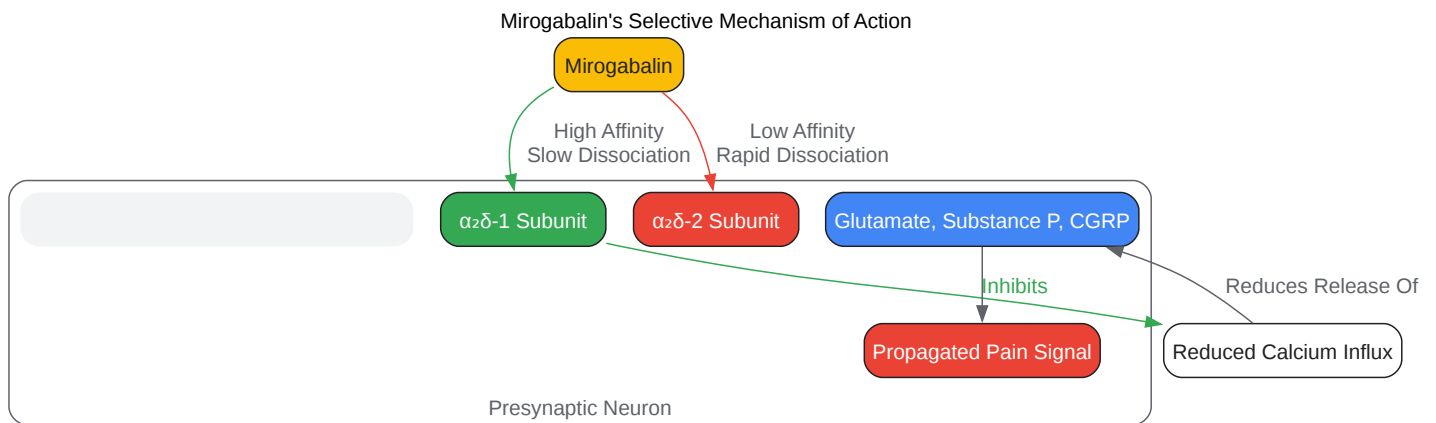 Mirogabalin's Selective Mechanism of Action
Mirogabalin
High Affinity
Slow Dissociation
Low Affinity
Rapid Dissociation
α₂δ-1 Subunit
α₂δ-2 Subunit
Glutamate, Substance P, CGRP
Inhibits
Reduces Release Of
Propagated Pain Signal
Reduced Calcium Influx
Presynaptic Neuron